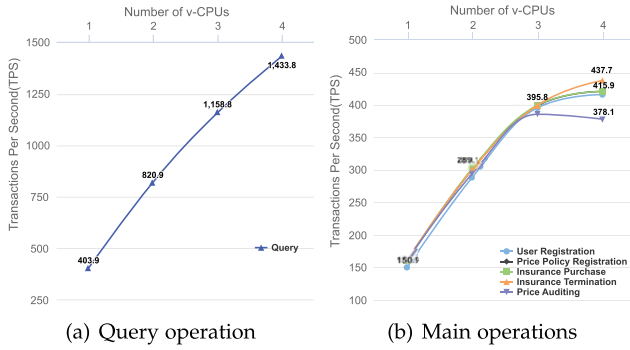 Number of v-CPUs
1 2 3 4
Transactions Per Second(TPS)
1500
1250
1000
750
500
250
403.9
820.9
1,158.8
1,433.8
Query
(a) Query operation
Number of v-CPUs
1 2 3 4
Transactions Per Second(TPS)
500
450
400
350
300
250
200
150
100
395.8
437.7
415.9
378.1
User Registration
Price Policy Registration
Insurance Purchase
Insurance Termination
Price Auditing
(b) Main operations